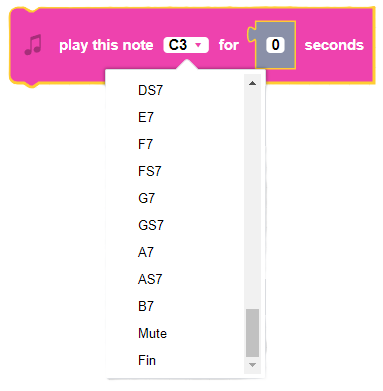 play this note C3 for 0 seconds
DS7
E7
F7
FS7
G7
GS7
A7
AS7
B7
Mute
Fin